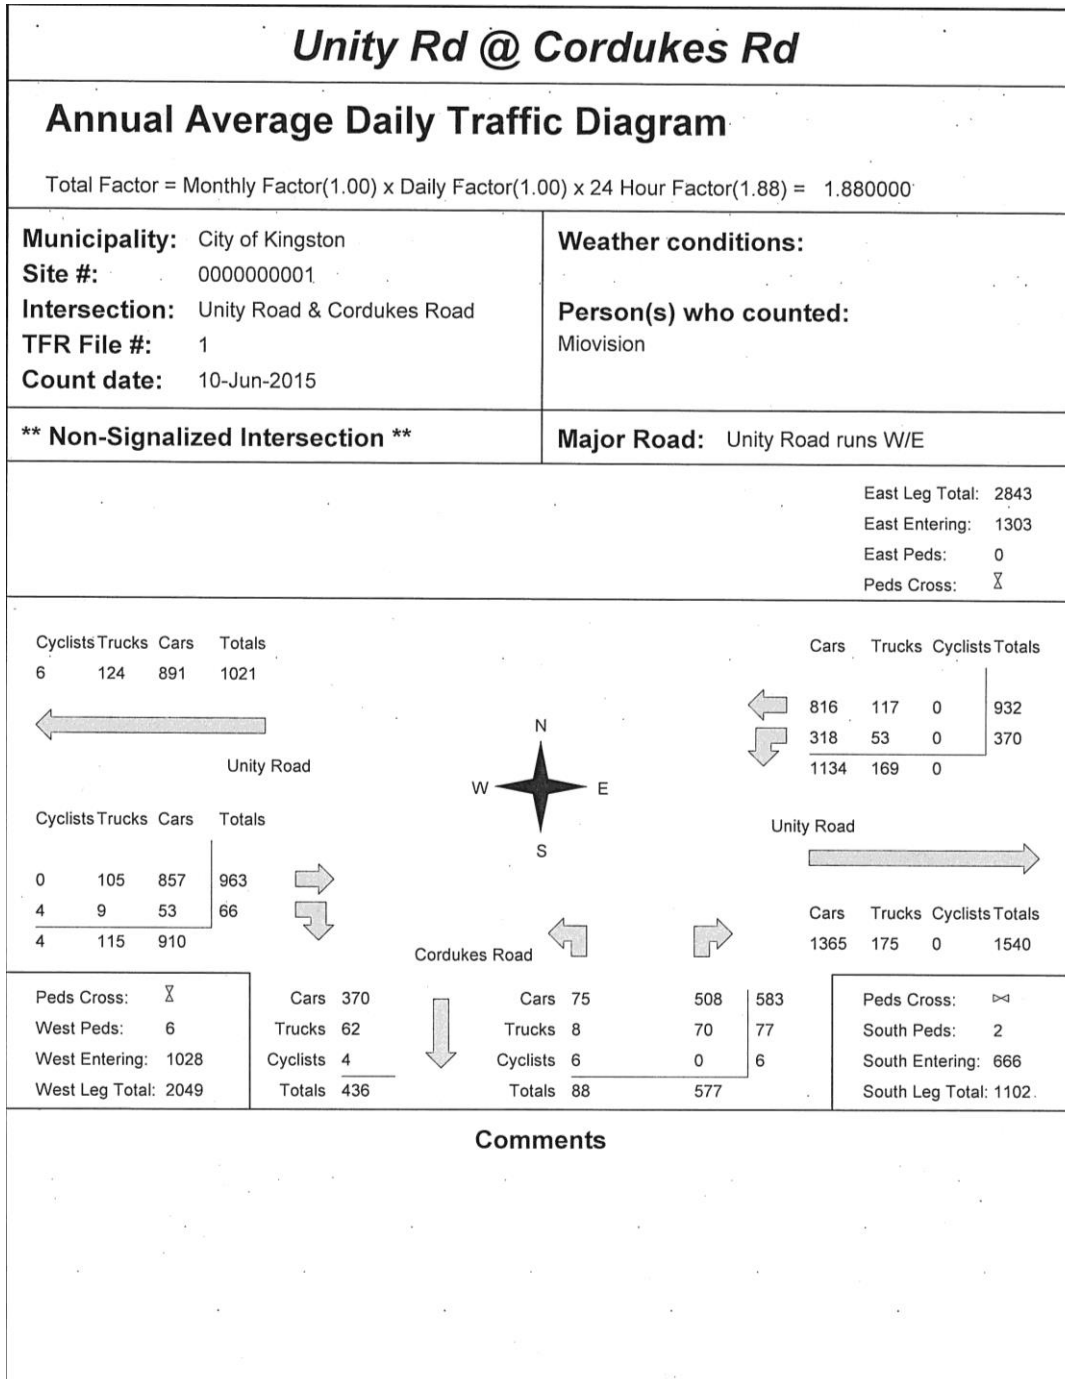 Unity Rd @ Cordukes Rd
Annual Average Daily Traffic Diagram
Total Factor = Monthly Factor(1.00) x Daily Factor(1.00) x 24 Hour Factor(1.88) = 1.880000
Municipality: City of Kingston
Site #: 0000000001
Intersection: Unity Road & Cordukes Road
TFR File #: 1
Count date: 10-Jun-2015
Weather conditions:
Person(s) who counted:
Miovision
** Non-Signalized Intersection **
Major Road: Unity Road runs W/E
East Leg Total: 2843
East Entering: 1303
East Peds: 0
Peds Cross:
Cyclists Trucks Cars Totals
6 124 891 1021
Unity Road
Cyclists Trucks Cars Totals
0 105 857 963
4 9 53 66
4 115 910
N
W E
S
Cars Trucks Cyclists Totals
816 117 0 932
318 53 0 370
1134 169 0
Unity Road
Cars Trucks Cyclists Totals
1365 175 0 1540
Cordukes Road
Peds Cross:
West Peds: 6
West Entering: 1028
West Leg Total: 2049
Cars 370
Trucks 62
Cyclists 4
Totals 436
Cars 75 508 583
Trucks 8 70 77
Cyclists 6 0 6
Totals 88 577
Peds Cross:
South Peds: 2
South Entering: 666
South Leg Total: 1102
Comments